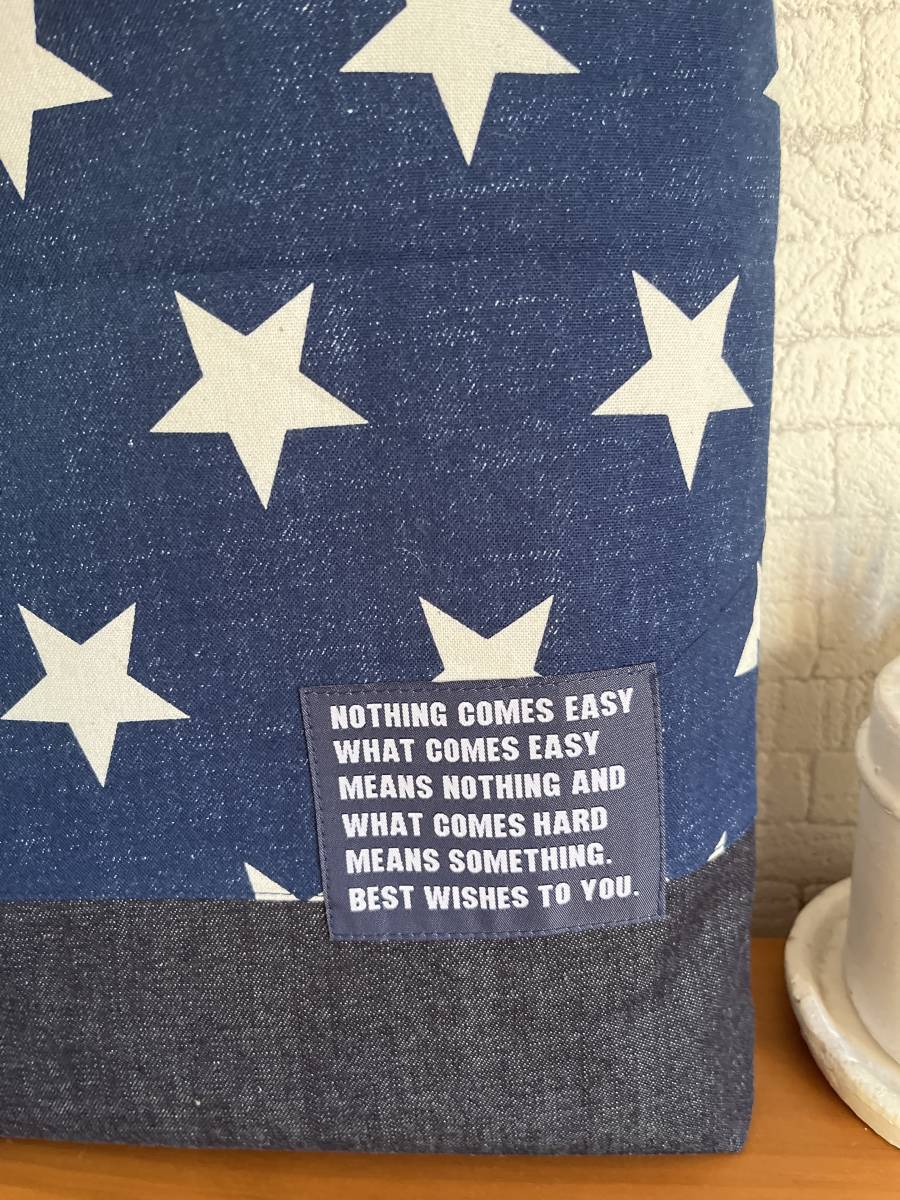 NOTHING COMES EASY
WHAT COMES EASY
MEANS NOTHING AND
WHAT COMES HARD
MEANS SOMETHING.
BEST WISHES TO YOU.